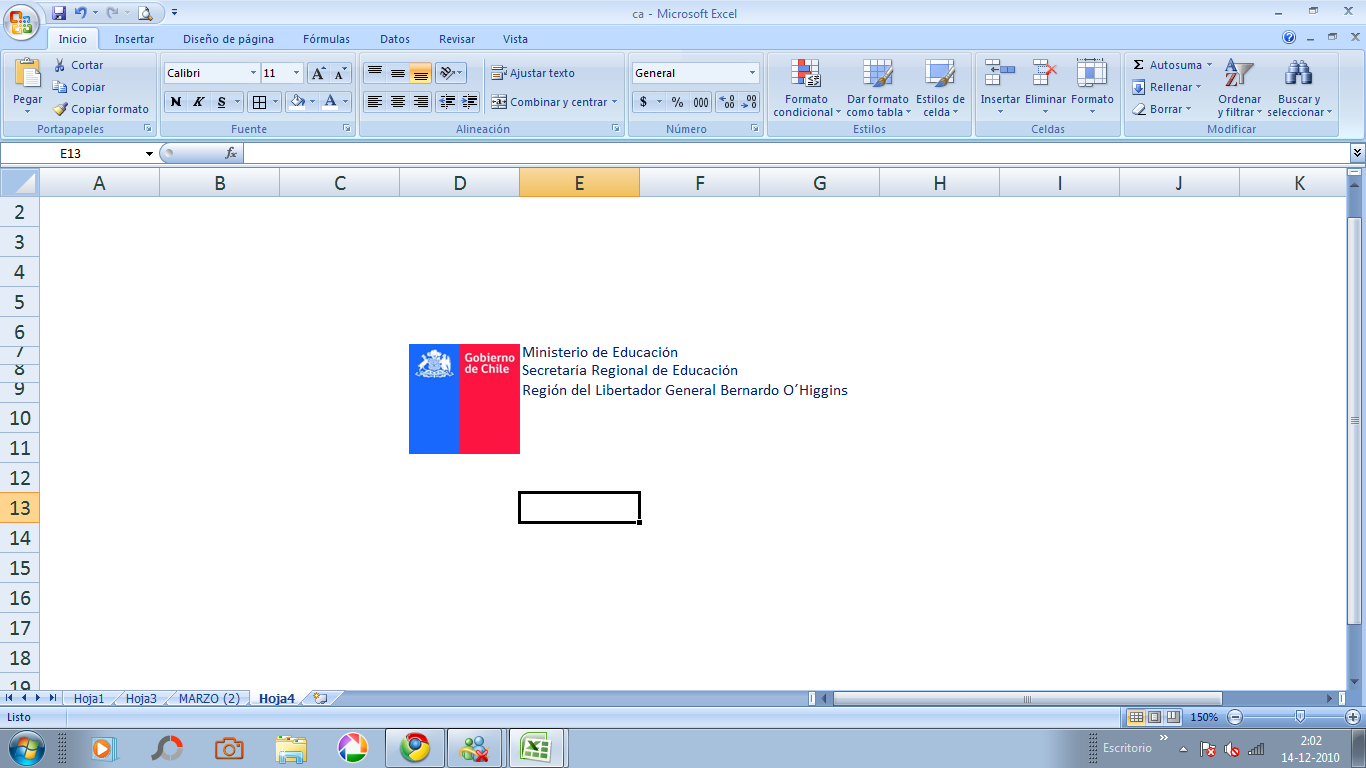 ca - Microsoft Excel
Inicio Insertar Diseño de página Fórmulas Datos Revisar Vista
Pegar
Cortar
Copiar
Copiar formato
Portapapeles
Calibri 11
N K S
Fuente
Ajustar texto
Combinar y centrar
Alineación
General
$ % 000
Número
Formato condicional
Dar formato como tabla
Estilos de celda
Estilos
Insertar Eliminar Formato
Celdas
Σ Autosuma
Rellenar
Borrar
Ordenar y filtrar
Buscar y seleccionar
Modificar
E13 fx
A B C D E F G H I J K
2
3
4
5
6
7
8
9
10
11
12
13
14
15
16
17
18
19
Gobierno
de Chile
Ministerio de Educación
Secretaria Regional de Educación
Región del Libertador General Bernardo O´Higgins
Hoja1 Hoja3 MARZO (2) Hoja4
Listo 150%
Escritorio » 2:02
14-12-2010